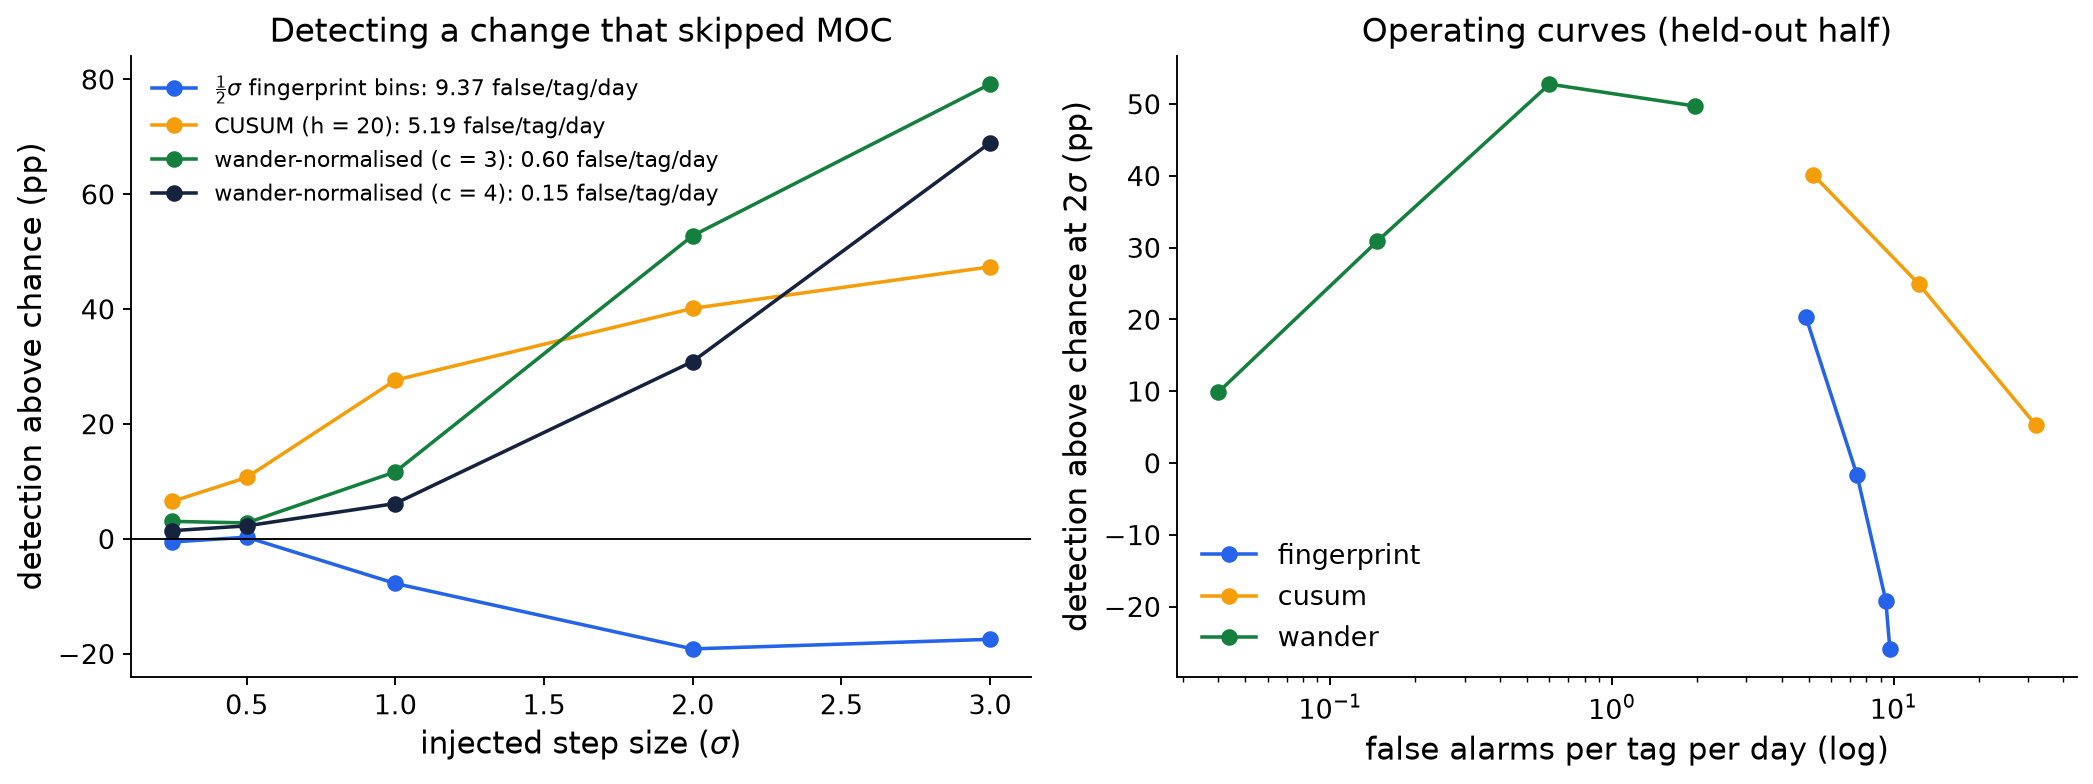 Detecting a change that skipped MOC
detection above chance (pp)
80
60
40
20
0
−20
½σ fingerprint bins: 9.37 false/tag/day
CUSUM (h = 20): 5.19 false/tag/day
wander-normalised (c = 3): 0.60 false/tag/day
wander-normalised (c = 4): 0.15 false/tag/day
0.5 1.0 1.5 2.0 2.5 3.0
injected step size (σ)
Operating curves (held-out half)
detection above chance at 2σ (pp)
50
40
30
20
10
0
−10
−20
fingerprint
cusum
wander
10⁻¹ 10⁰ 10¹
false alarms per tag per day (log)